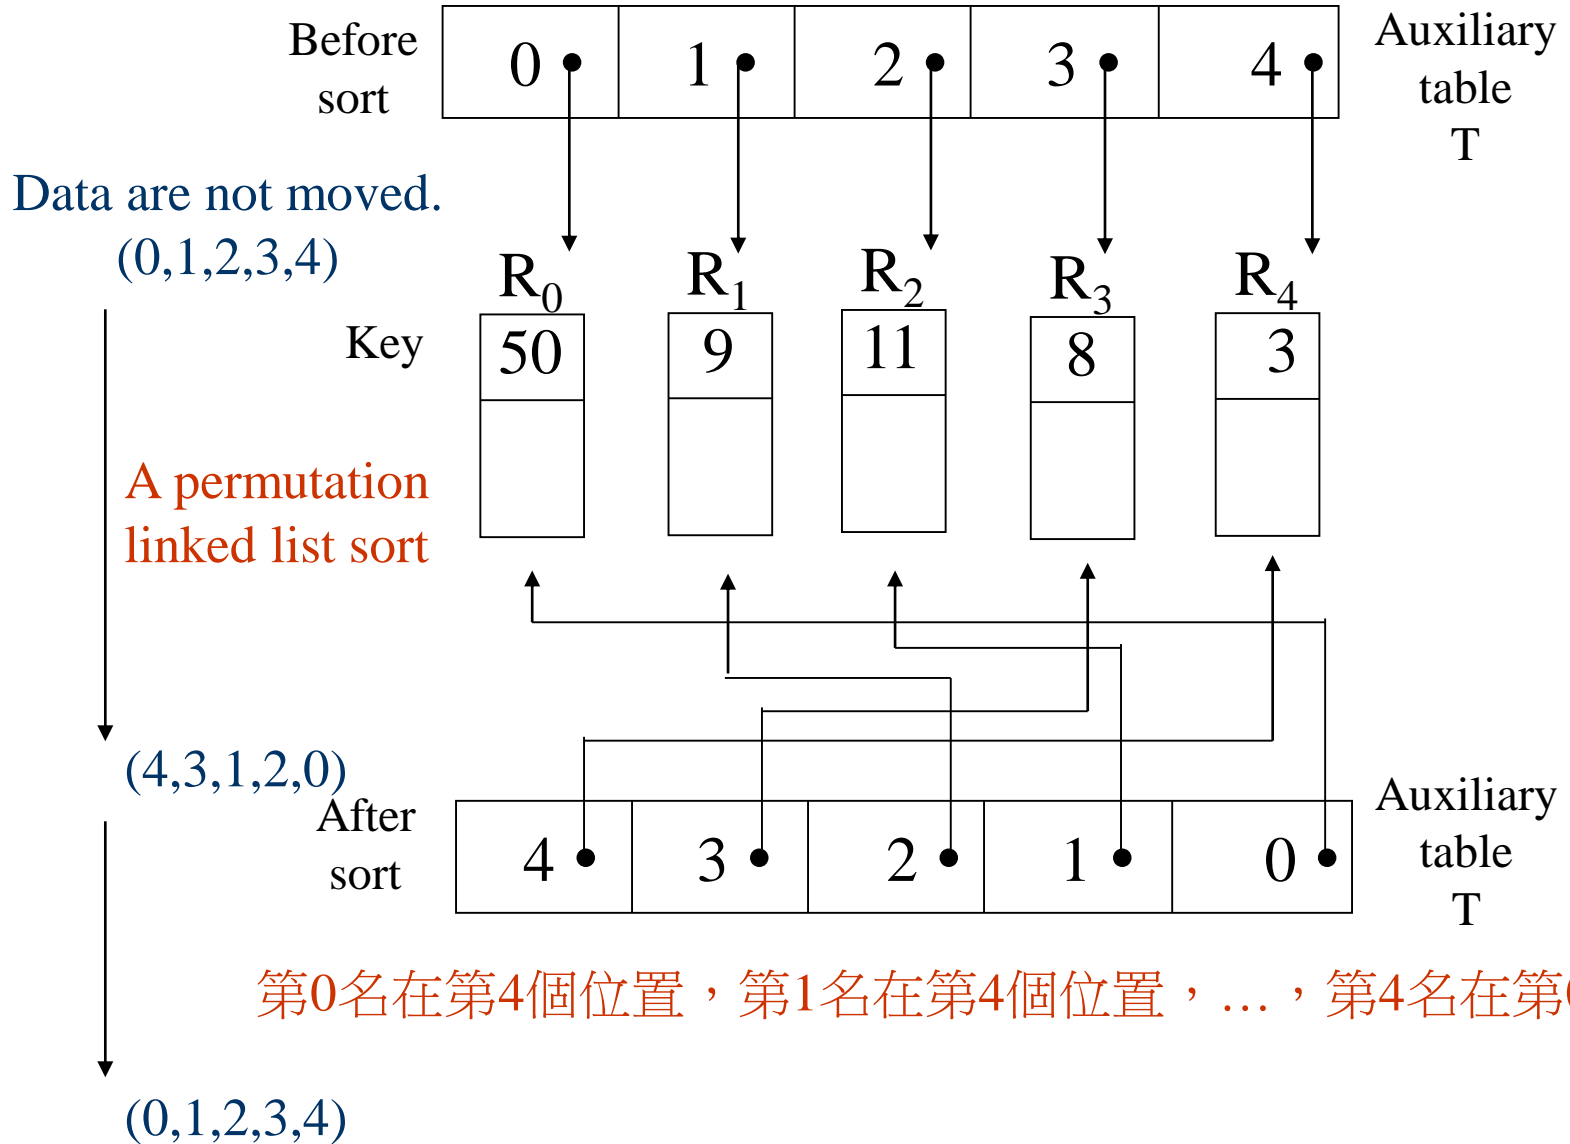 Before
sort
0 1 2 3 4
Auxiliary
table
T
Data are not moved.
(0,1,2,3,4)
R0 R1 R2 R3 R4
Key
50 9 11 8 3
A permutation
linked list sort
(4,3,1,2,0)
After
sort
4 3 2 1 0
Auxiliary
table
T
第0名在第4個位置，第1名在第4個位置，…，第4名在第
(0,1,2,3,4)